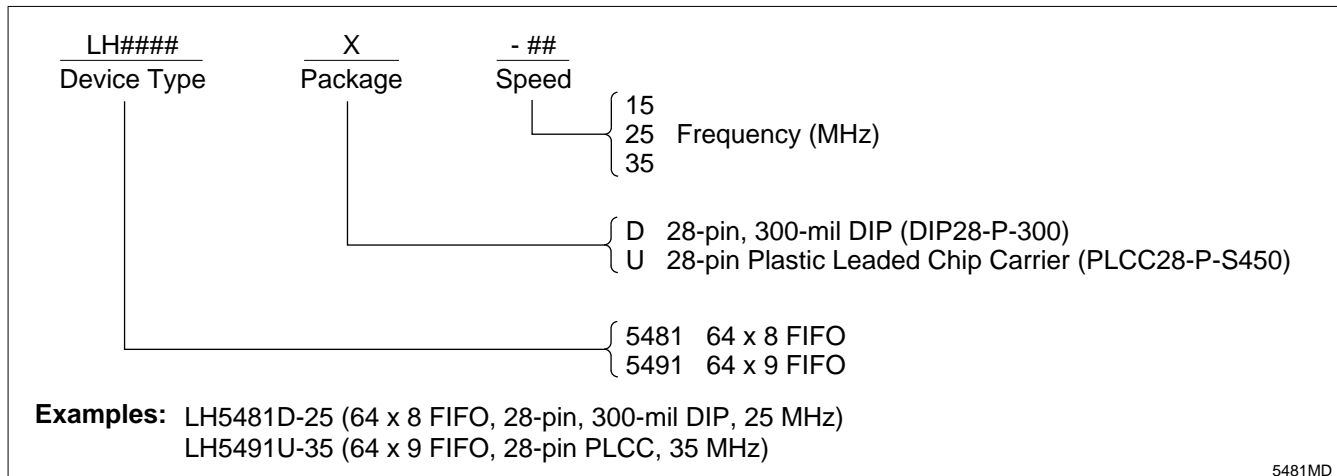 LH#### X - ##
Device Type Package Speed
15
25 Frequency (MHz)
35
D 28-pin, 300-mil DIP (DIP28-P-300)
U 28-pin Plastic Leaded Chip Carrier (PLCC28-P-S450)
5481 64 x 8 FIFO
5491 64 x 9 FIFO
Examples: LH5481D-25 (64 x 8 FIFO, 28-pin, 300-mil DIP, 25 MHz)
LH5491U-35 (64 x 9 FIFO, 28-pin PLCC, 35 MHz)
5481MD